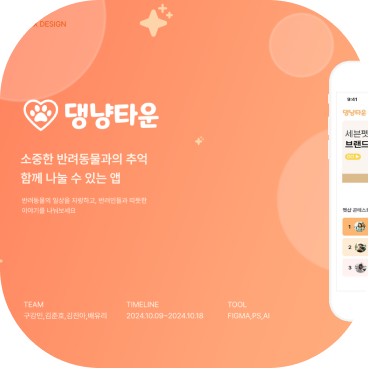 DESIGN
댕냥타운
소중한 반려동물과의 추억
함께 나눌 수 있는 앱
반려동물의 일상을 자랑하고, 반려인들과 따뜻한
이야기를 나눠보세요
TEAM
구강민,김준호,김진아,배유리
TIMELINE
2024.10.09~2024.10.18
TOOL
FIGMA,PS,AI
9:41
댕냥타운
세븐펫
브랜드
1
2
3